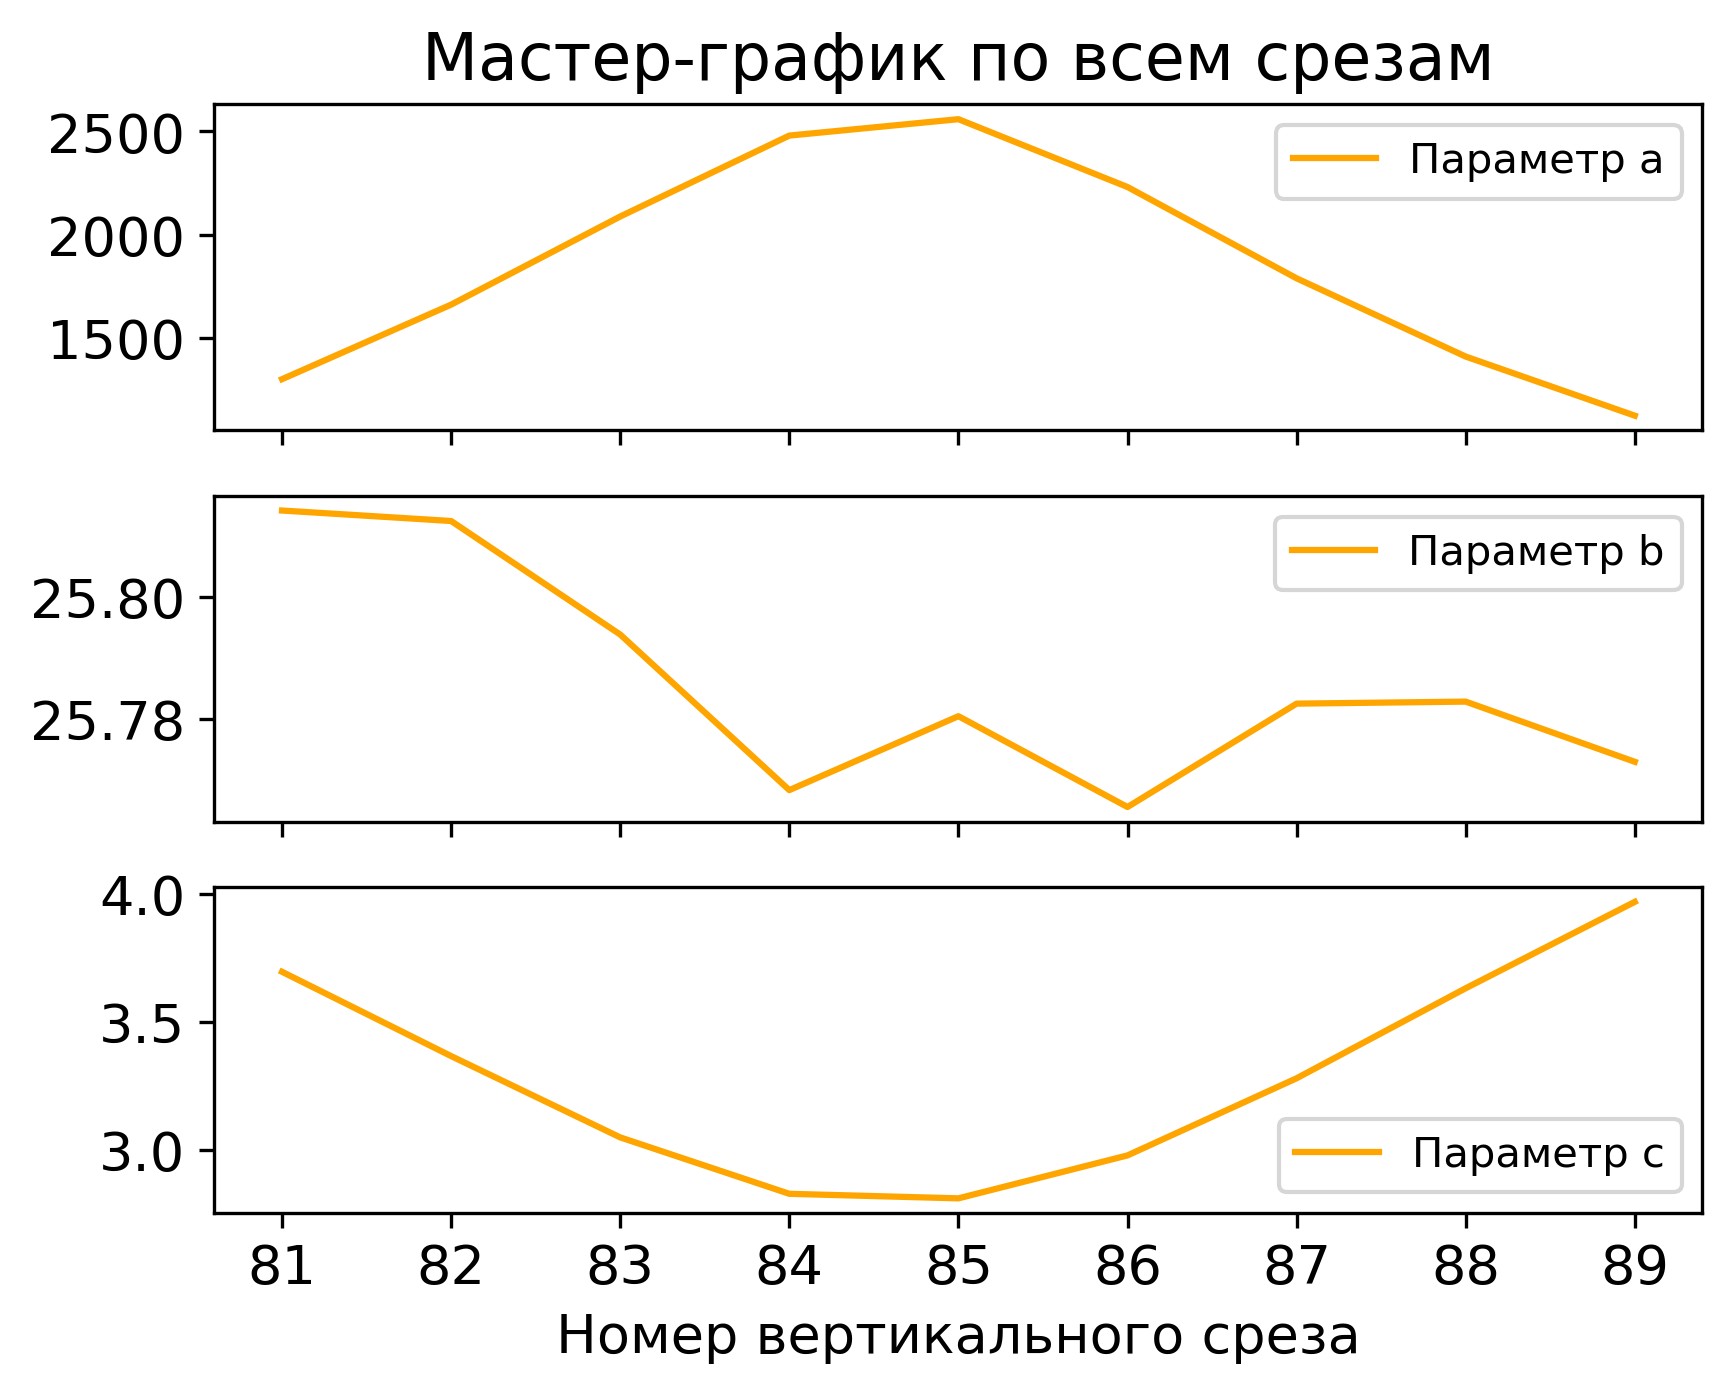 Мастер-график по всем срезам
2500
2000
1500
Параметр a
25.80
25.78
Параметр b
4.0
3.5
3.0
Параметр c
81 82 83 84 85 86 87 88 89
Номер вертикального среза